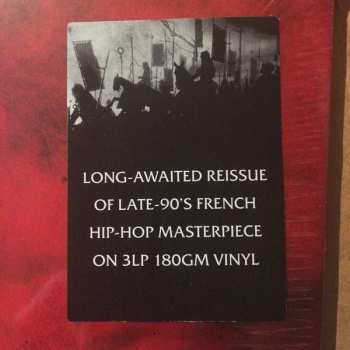 LONG-AWAITED REISSUE
OF LATE-90'S FRENCH
HIP-HOP MASTERPIECE
ON 3LP 180GM VINYL